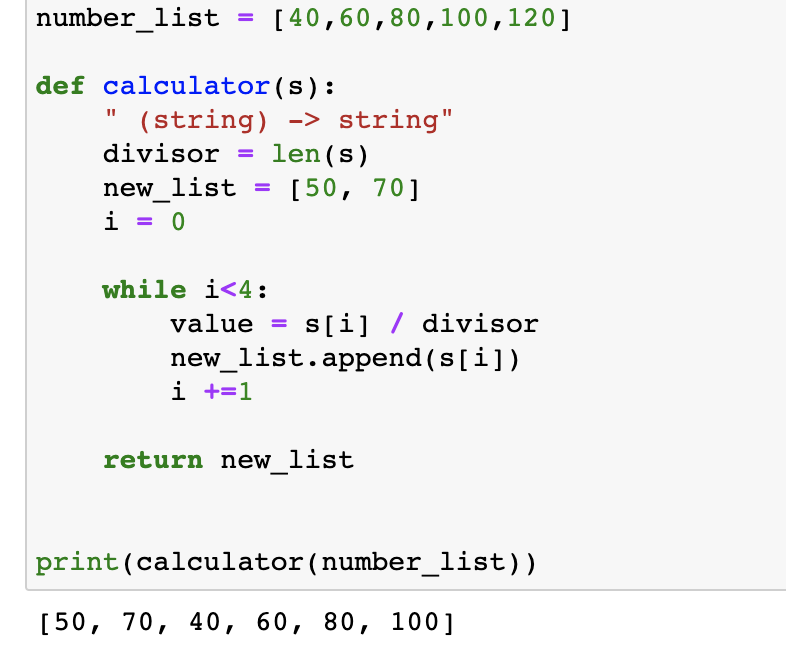 number_list = [40,60,80,100,120]
def calculator(s):
    " (string) -> string"
    divisor = len(s)
    new_list = [50, 70]
    i = 0
    while i<4:
        value = s[i] / divisor
        new_list.append(s[i])
        i +=1
    return new_list
print(calculator(number_list))
[50, 70, 40, 60, 80, 100]